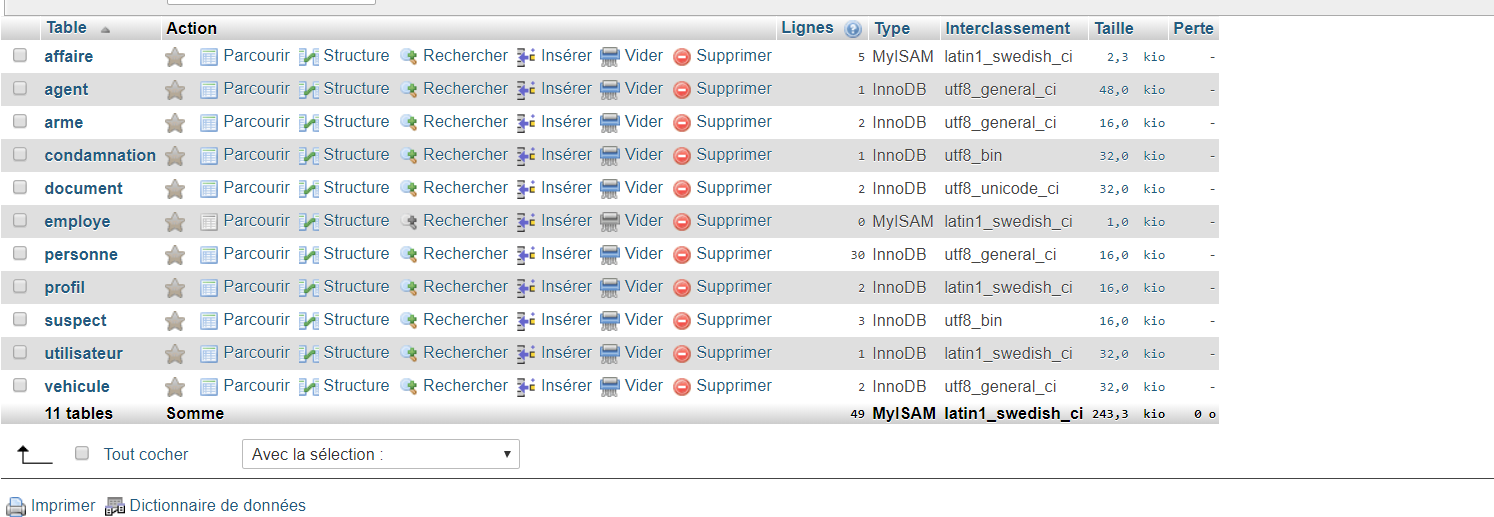 Table Action Lignes Type Interclassement Taille Perte
affaire Parcourir Structure Rechercher Insérer Vider Supprimer 5 MyISAM latin1_swedish_ci 2,3 kio -
agent Parcourir Structure Rechercher Insérer Vider Supprimer 1 InnoDB utf8_general_ci 48,0 kio -
arme Parcourir Structure Rechercher Insérer Vider Supprimer 2 InnoDB utf8_general_ci 16,0 kio -
condamnation Parcourir Structure Rechercher Insérer Vider Supprimer 1 InnoDB utf8_bin 32,0 kio -
document Parcourir Structure Rechercher Insérer Vider Supprimer 2 InnoDB utf8_unicode_ci 32,0 kio -
employe Parcourir Structure Rechercher Insérer Vider Supprimer 0 MyISAM latin1_swedish_ci 1,0 kio -
personne Parcourir Structure Rechercher Insérer Vider Supprimer 30 InnoDB utf8_general_ci 16,0 kio -
profil Parcourir Structure Rechercher Insérer Vider Supprimer 2 InnoDB latin1_swedish_ci 16,0 kio -
suspect Parcourir Structure Rechercher Insérer Vider Supprimer 3 InnoDB utf8_bin 16,0 kio -
utilisateur Parcourir Structure Rechercher Insérer Vider Supprimer 1 InnoDB latin1_swedish_ci 32,0 kio -
vehicule Parcourir Structure Rechercher Insérer Vider Supprimer 2 InnoDB utf8_general_ci 32,0 kio -
11 tables Somme 49 MyISAM latin1_swedish_ci 243,3 kio 0 o
Tout cocher Avec la sélection :
Imprimer Dictionnaire de données